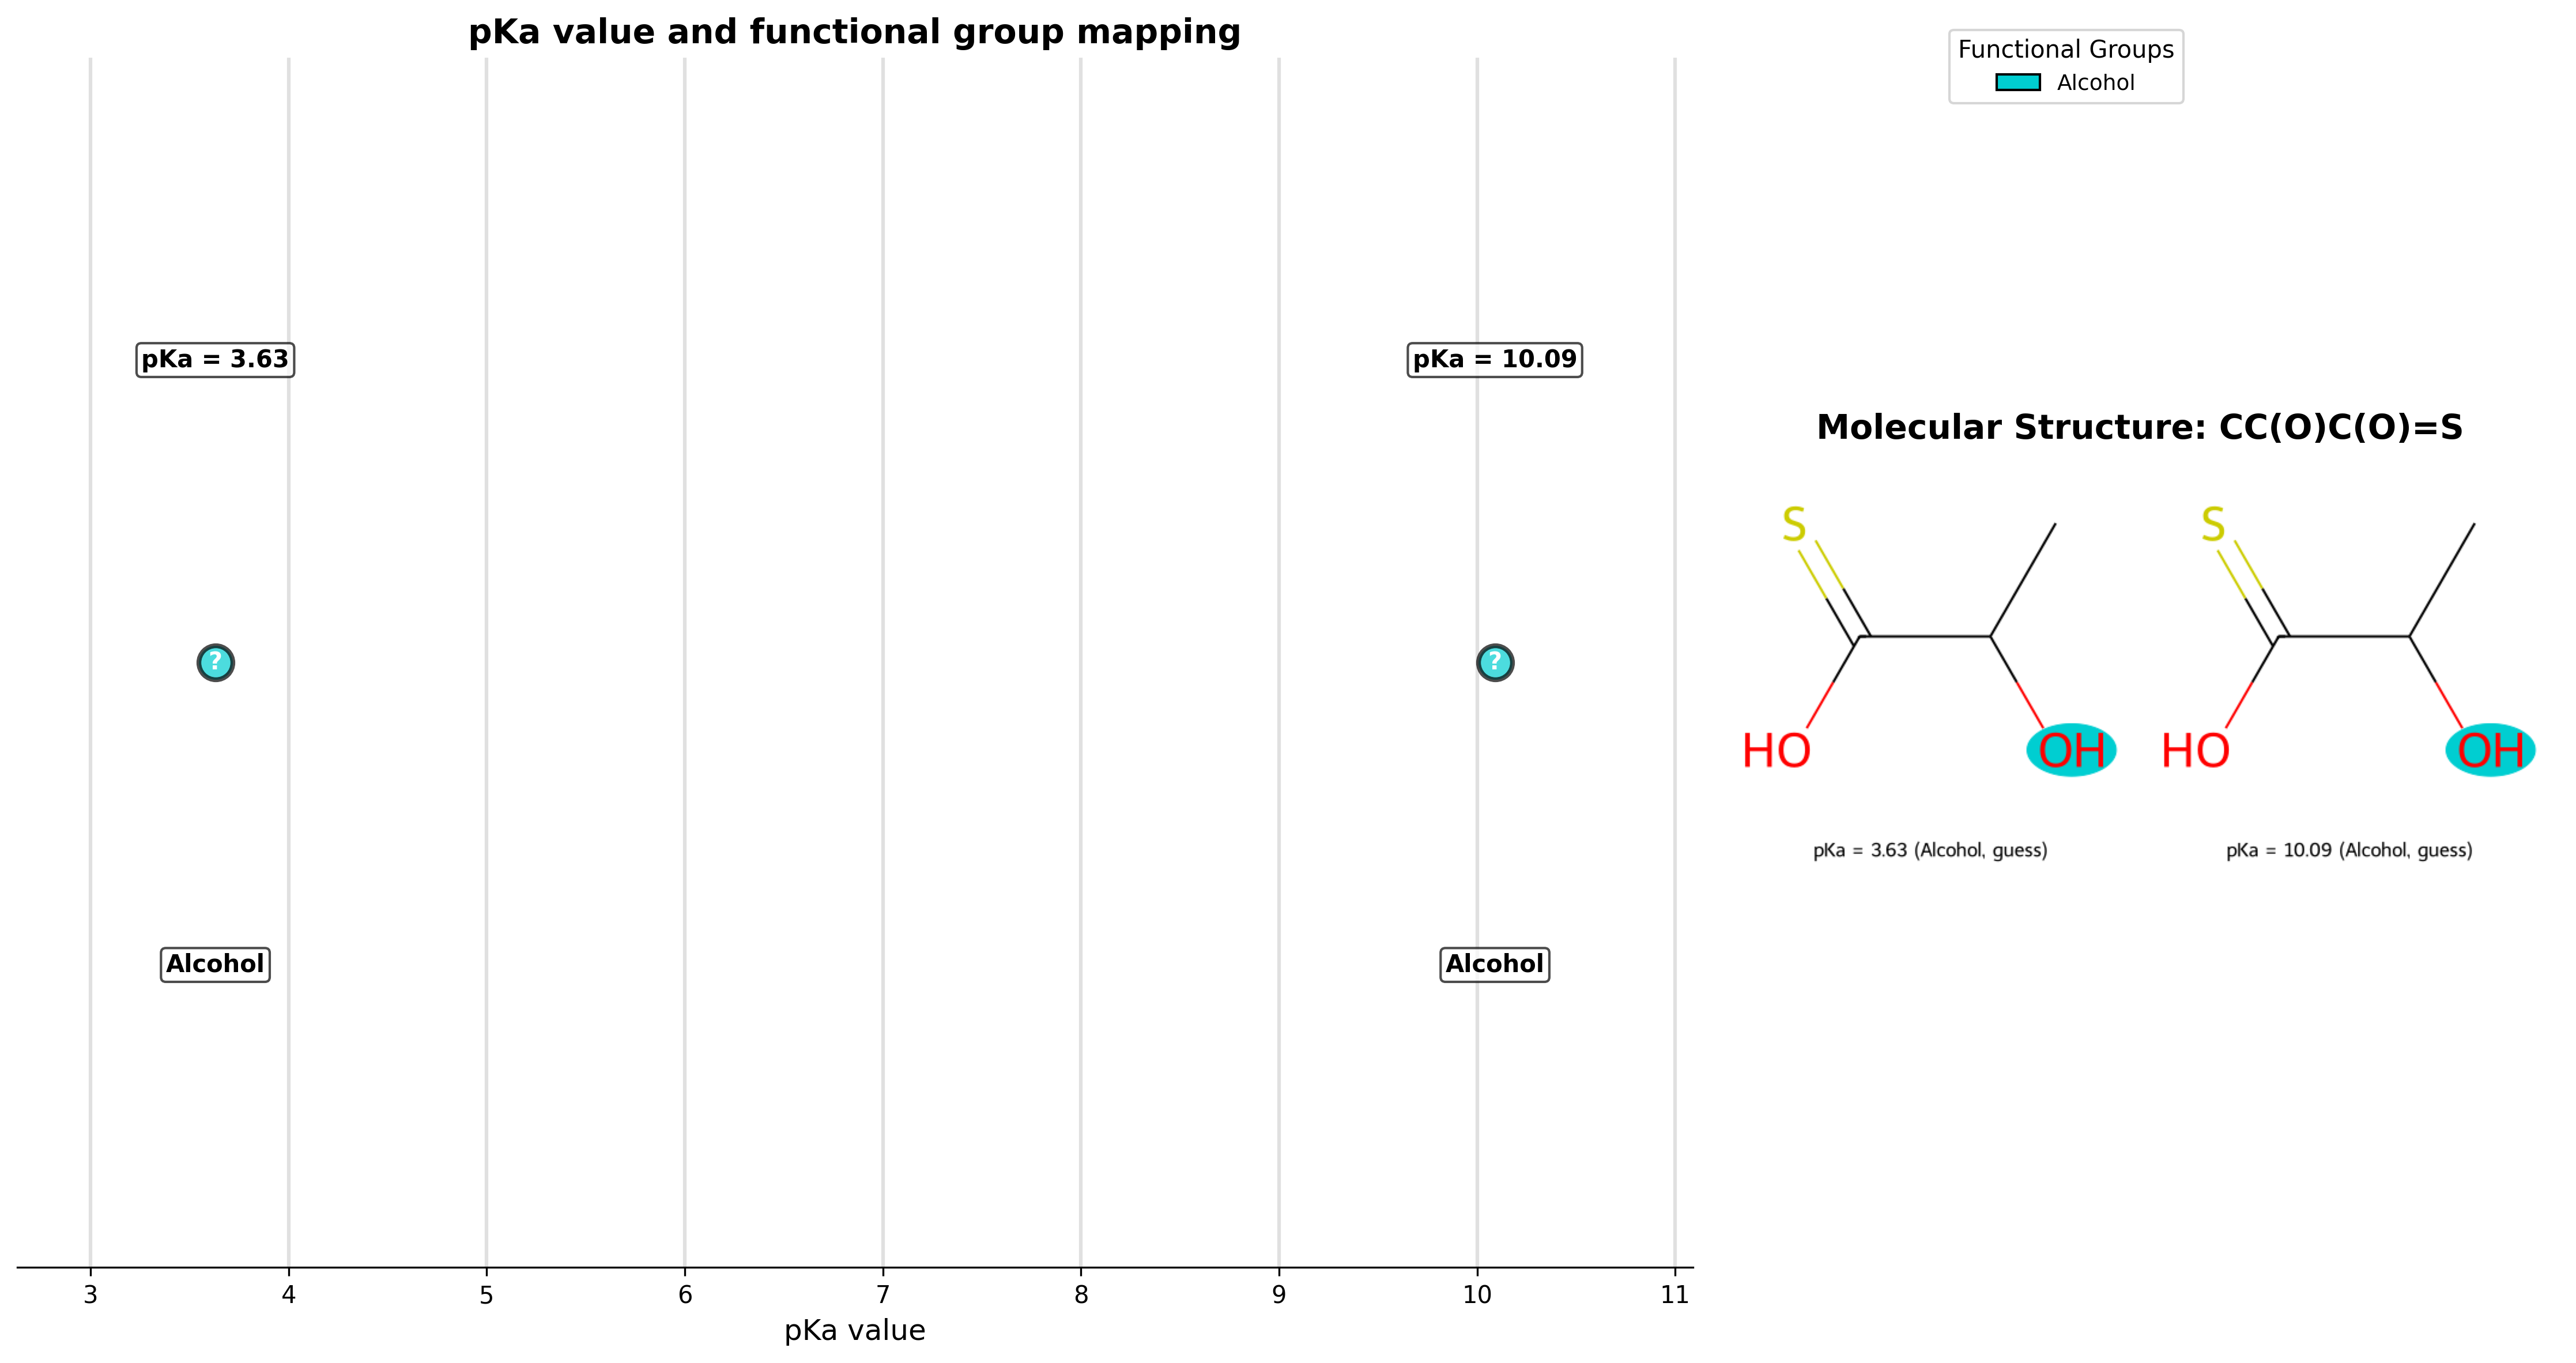 pKa value and functional group mapping
Functional Groups
Alcohol
pKa = 3.63
pKa = 10.09
Molecular Structure: CC(O)C(O)=S
S
S
?
?
HO
OH
HO
OH
pKa = 3.63 (Alcohol, guess)
pKa = 10.09 (Alcohol, guess)
Alcohol
Alcohol
3
4
5
6
7
8
9
10
11
pKa value